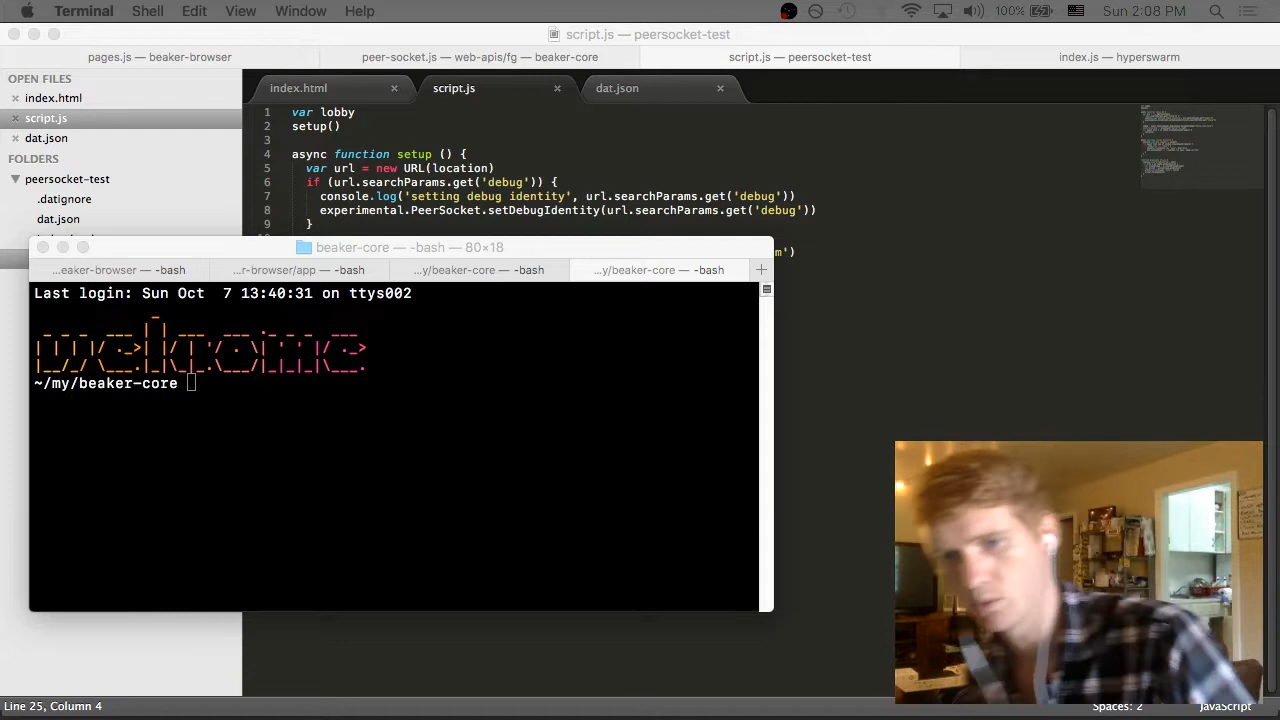 Terminal Shell Edit View Window Help 100% Sun 2:08 PM
script.js — peersocket-test
pages.js — beaker-browser peer-socket.js — web-apis/fg — beaker-core script.js — peersocket-test index.js — hyperswarm
OPEN FILES
index.html
script.js
dat.json
FOLDERS
peersocket-test
.datignore
dat.json
index.html × script.js × dat.json ×
1 var lobby
2 setup()
3
4 async function setup () {
5 var url = new URL(location)
6 if (url.searchParams.get('debug')) {
7 console.log('setting debug identity', url.searchParams.get('debug'))
8 experimental.PeerSocket.setDebugIdentity(url.searchParams.get('debug'))
9 }
beaker-core — -bash — 80×18
...eaker-browser — -bash ...r-browser/app — -bash ...y/beaker-core — -bash ...y/beaker-core — -bash +
Last login: Sun Oct 7 13:40:31 on ttys002
welcome
~/my/beaker-core
Line 25, Column 4 Spaces: 2 JavaScript